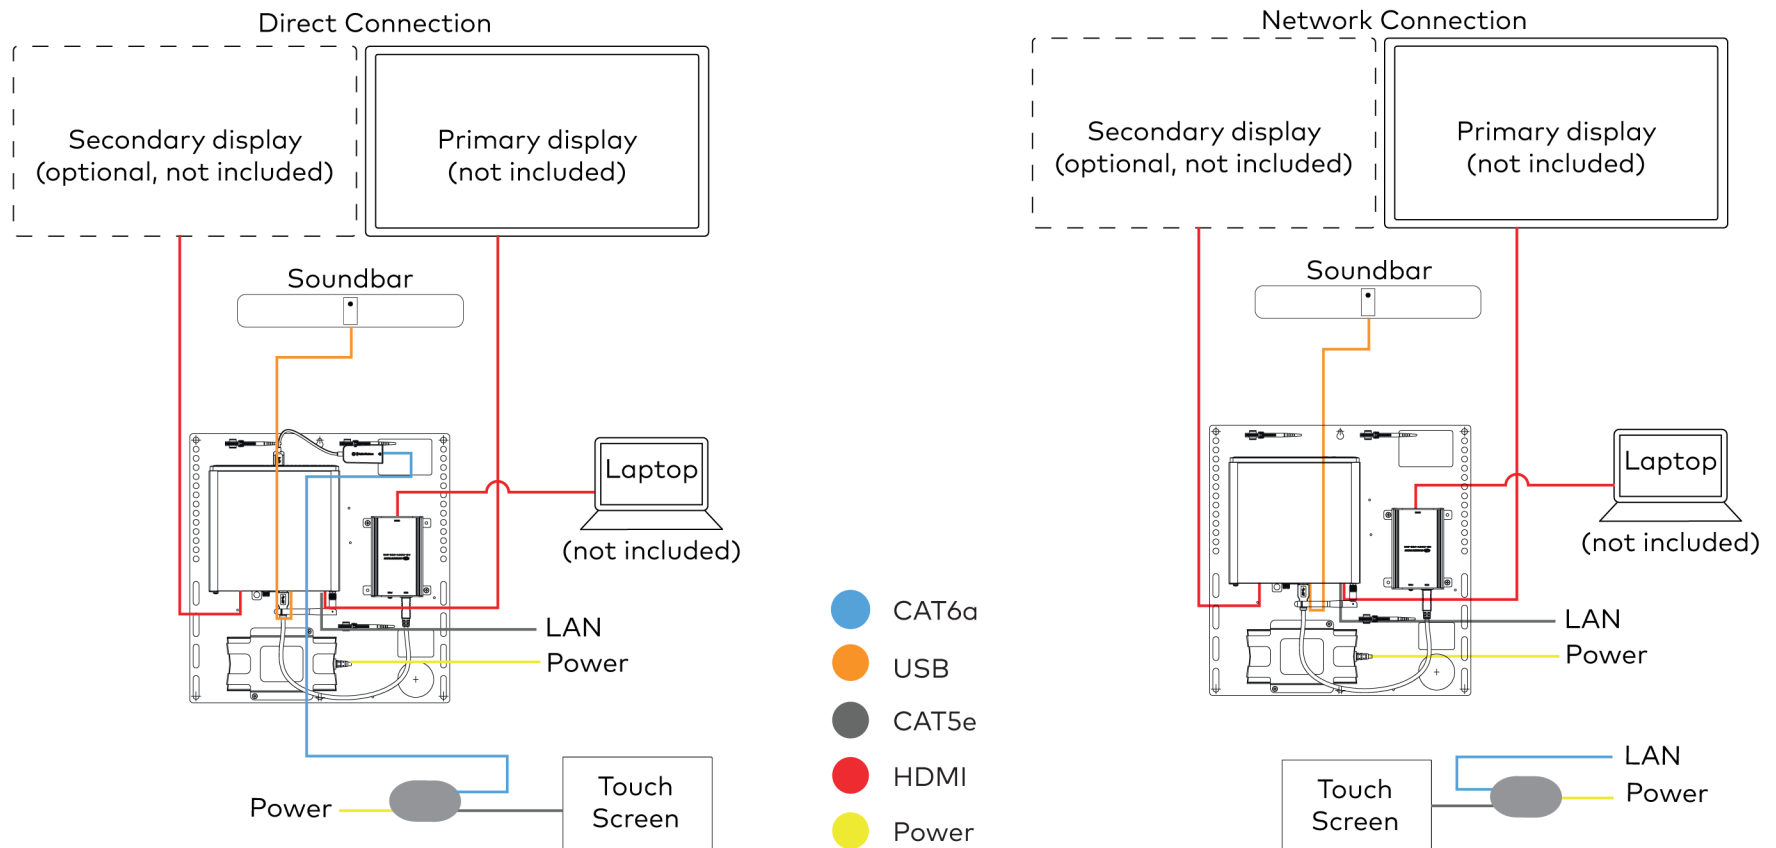 Direct Connection
Secondary display
(optional, not included)
Primary display
(not included)
Soundbar
Laptop
(not included)
LAN
Power
Power
Touch
Screen
CAT6a
USB
CAT5e
HDMI
Power
Network Connection
Secondary display
(optional, not included)
Primary display
(not included)
Soundbar
Laptop
(not included)
LAN
Power
LAN
Power
Touch
Screen